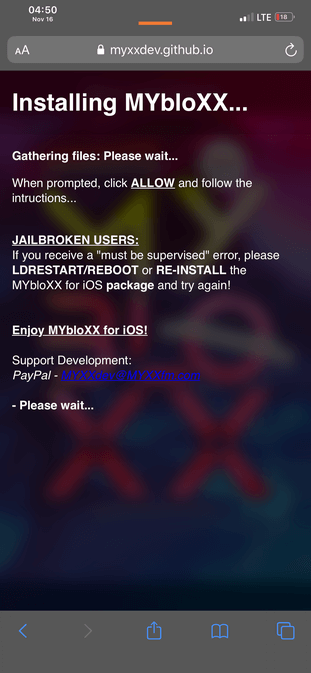 04:50
Nov 16
LTE
18
AA
myxxdev.github.io
Installing MYbloXX...
Gathering files: Please wait...
When prompted, click ALLOW and follow the
intructions...
JAILBROKEN USERS:
If you receive a "must be supervised" error, please
LDRESTART/REBOOT or RE-INSTALL the
MYbloXX for iOS package and try again!
Enjoy MYbloXX for iOS!
Support Development:
PayPal -
- Please wait...
MY
XX